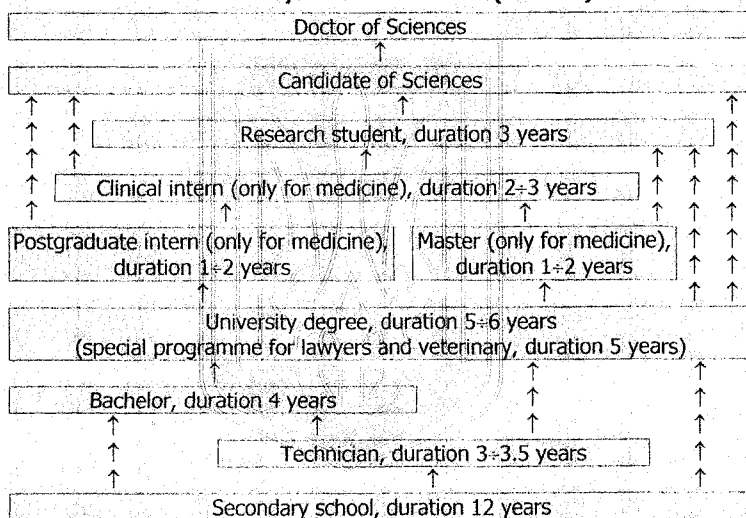 Doctor of Sciences
↑
Candidate of Sciences
Research student, duration 3 years
Clinical intern (only for medicine), duration 2÷3 years
Postgraduate intern (only for medicine),
duration 1÷2 years
Master (only for medicine),
duration 1÷2 years
University degree, duration 5÷6 years
(special programme for lawyers and veterinary, duration 5 years)
Bachelor, duration 4 years
Technician, duration 3÷3.5 years
Secondary school, duration 12 years